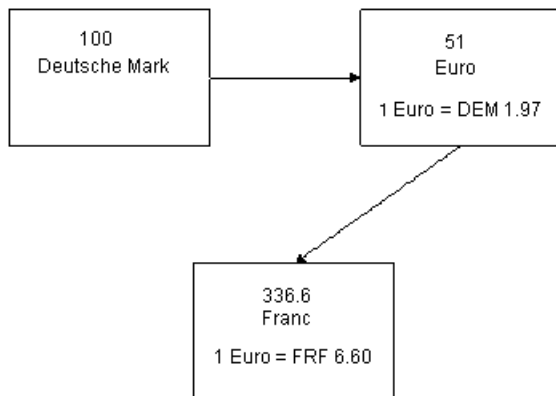 100
Deutsche Mark
51
Euro
1 Euro = DEM 1.97
336.6
Franc
1 Euro = FRF 6.60